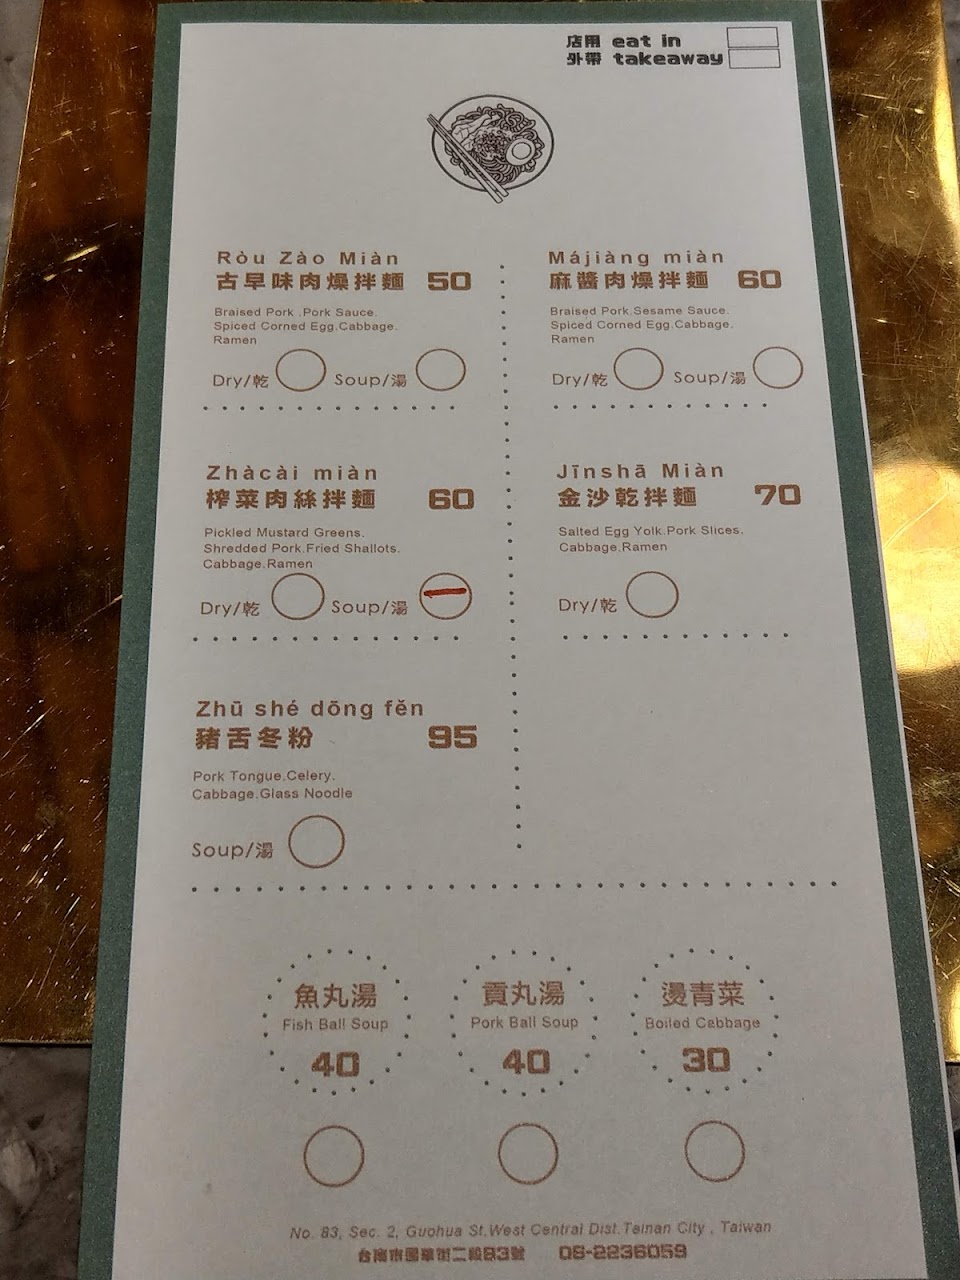 店用 eat in
外帶 takeaway
Ròu Zào Miàn
古早味肉燥拌麵 50
Braised Pork .Pork Sauce.
Spiced Corned Egg.Cabbage.
Ramen
Dry/乾 Soup/湯
Májiàng miàn
麻醬肉燥拌麵 60
Braised Pork.Sesame Sauce.
Spiced Corned Egg.Cabbage.
Ramen
Dry/乾 Soup/湯
Zhàcài miàn
榨菜肉絲拌麵 60
Pickled Mustard Greens.
Shredded Pork.Fried Shallots.
Cabbage.Ramen
Dry/乾 Soup/湯
Jīnshā Miàn
金沙乾拌麵 70
Salted Egg Yolk.Pork Slices.
Cabbage.Ramen
Dry/乾
Zhū shé dōng fěn
豬舌冬粉 95
Pork Tongue.Celery.
Cabbage.Glass Noodle
Soup/湯
魚丸湯
Fish Ball Soup
40
貢丸湯
Pork Ball Soup
40
燙青菜
Boiled Cabbage
30
No. 83, Sec. 2, Guohua St.West Central Dist.Tainan City , Taiwan
台南市國華街二段83號 06-2236059